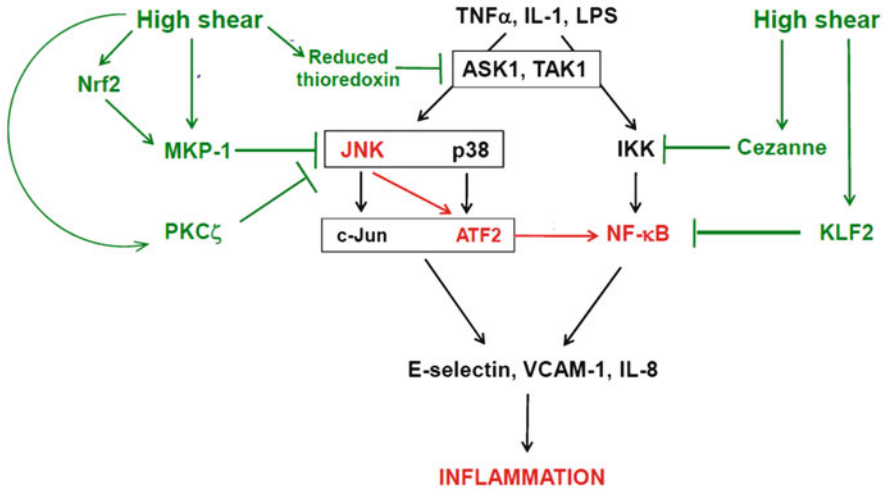 High shear
TNFα, IL-1, LPS
High shear
Reduced
thioredoxin
ASK1, TAK1
Nrf2
MKP-1
JNK p38
IKK
Cezanne
PKCζ
c-Jun ATF2
NF-κB
KLF2
E-selectin, VCAM-1, IL-8
INFLAMMATION